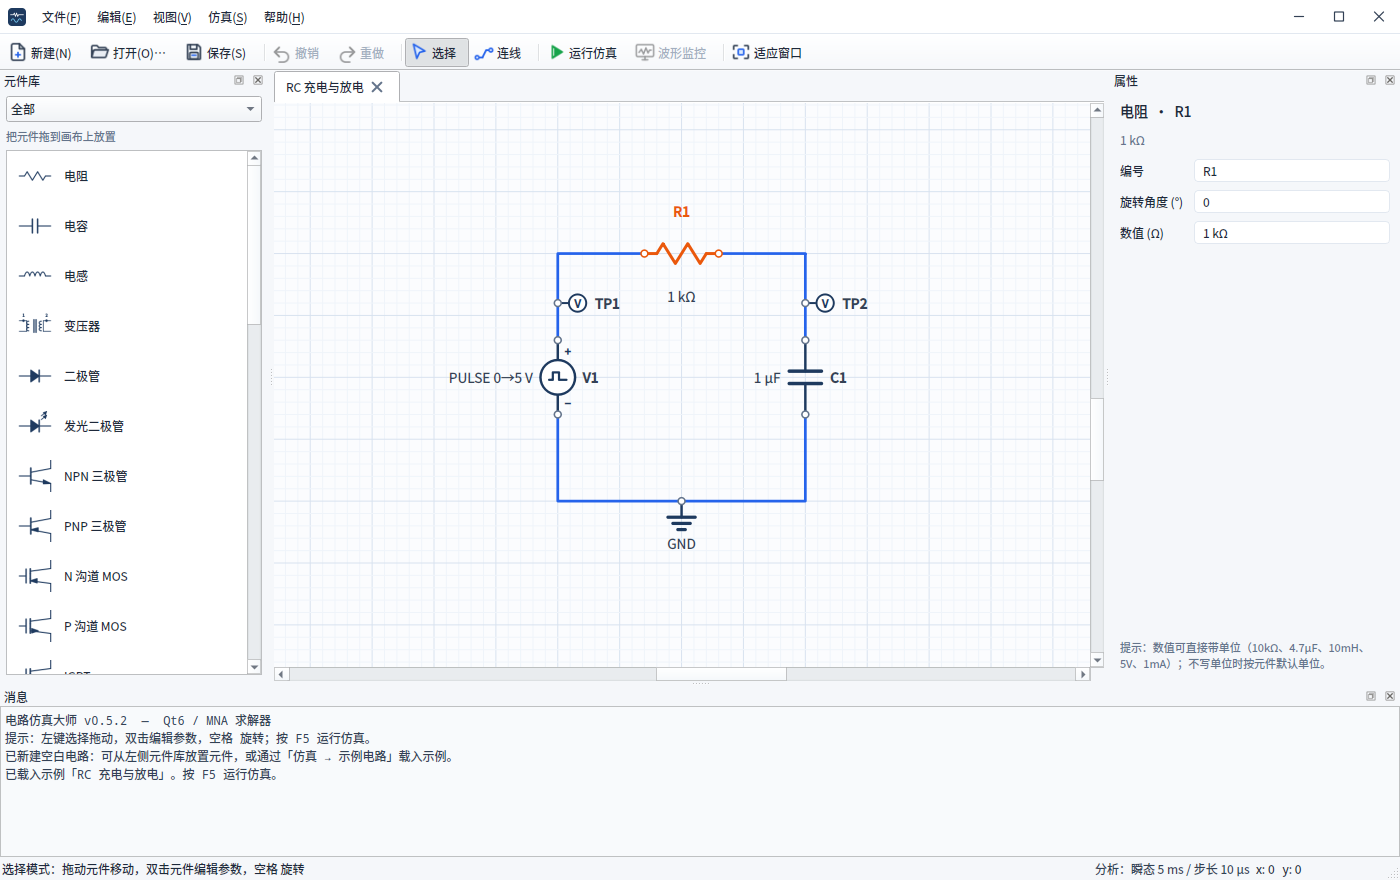 文件(F) 编辑(E) 视图(V) 仿真(S) 帮助(H)
新建(N) 打开(O)… 保存(S) 撤销 重做 选择 连线 运行仿真 波形监控 适应窗口
元件库
全部
把元件拖到画布上放置
电阻
电容
电感
变压器
二极管
发光二极管
NPN 三极管
PNP 三极管
N 沟道 MOS
P 沟道 MOS
RC 充电与放电
R1
1 kΩ
V TP1
V TP2
+
PULSE 0→5 V
V1
−
1 µF
C1
GND
属性
电阻 · R1
1 kΩ
编号 R1
旋转角度 (°) 0
数值 (Ω) 1 kΩ
提示：数值可直接带单位（10kΩ、4.7µF、10mH、
5V、1mA）；不写单位时按元件默认单位。
消息
电路仿真大师 v0.5.2 — Qt6 / MNA 求解器
提示：左键选择拖动，双击编辑参数，空格 旋转；按 F5 运行仿真。
已新建空白电路：可从左侧元件库放置元件，或通过「仿真 → 示例电路」载入示例。
已载入示例「RC 充电与放电」。按 F5 运行仿真。
选择模式：拖动元件移动，双击元件编辑参数，空格 旋转
分析：瞬态 5 ms / 步长 10 µs x: 0 y: 0